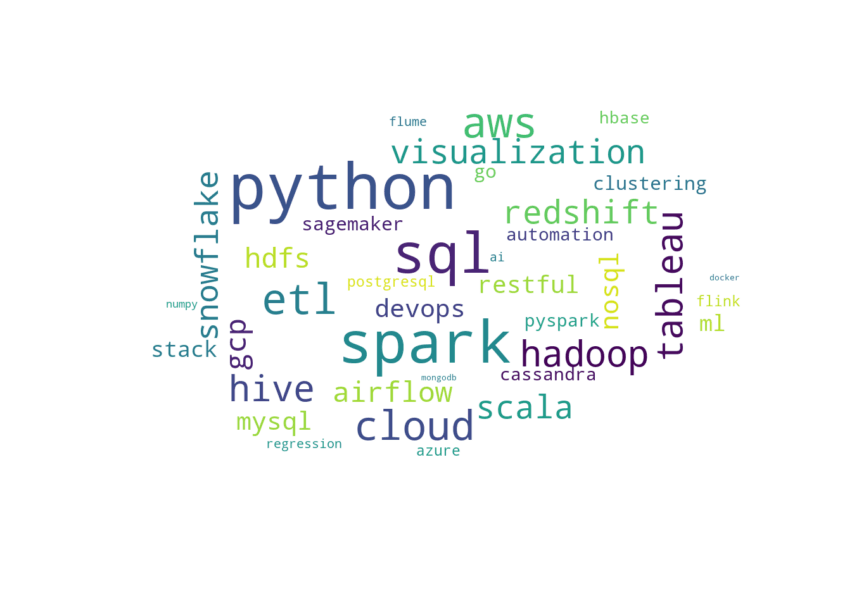 flume
aws
hbase
visualization
python
go
clustering
snowflake
sagemaker
redshift
sql
automation
tableau
hdfs
ai
nosql
postgresql
restful
docker
etl
devops
numpy
flink
spark
pyspark
ml
stack
gcp
hadoop
hive
mongodb
cassandra
airflow
scala
mysql
cloud
regression
azure